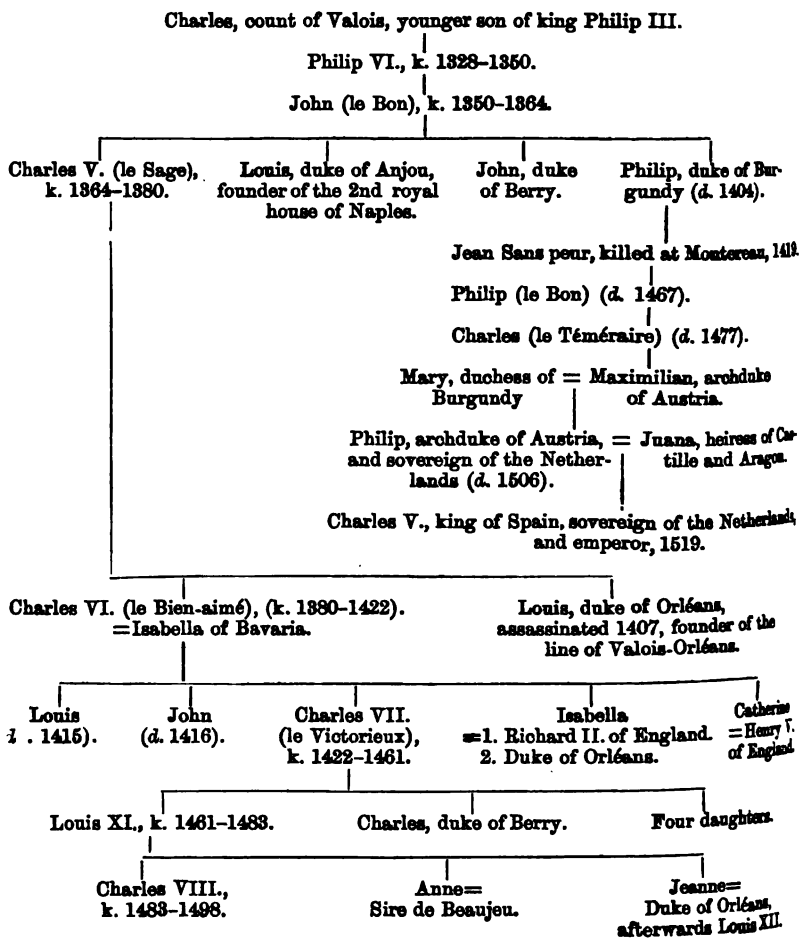 Charles, count of Valois, younger son of king Philip III.
Philip VI., k. 1328–1350.
John (le Bon), k. 1350–1364.
Charles V. (le Sage),
k. 1364–1380.
Louis, duke of Anjou,
founder of the 2nd royal
house of Naples.
John, duke
of Berry.
Philip, duke of Bur-
gundy (d. 1404).
Jean Sans peur, killed at Montereau, 1419.
Philip (le Bon) (d. 1467).
Charles (le Téméraire) (d. 1477).
Mary, duchess of = Maximilian, archduke
Burgundy of Austria.
Philip, archduke of Austria, = Juana, heiress of Cas-
and sovereign of the Nether- tille and Aragon.
lands (d. 1506).
Charles V., king of Spain, sovereign of the Netherlands,
and emperor, 1519.
Charles VI. (le Bien-aimé), (k. 1380–1422).
=Isabella of Bavaria.
Louis, duke of Orléans,
assassinated 1407, founder of the
line of Valois-Orléans.
Louis
. 1415).
John
(d. 1416).
Charles VII.
(le Victorieux),
k. 1422–1461.
Isabella
=1. Richard II. of England.
2. Duke of Orléans.
Catherine
=Henry V.
of England.
Louis XI., k. 1461–1483.
Charles, duke of Berry.
Four daughters.
Charles VIII.,
k. 1483–1498.
Anne=
Sire de Beaujeu.
Jeanne=
Duke of Orléans,
afterwards Louis XII.